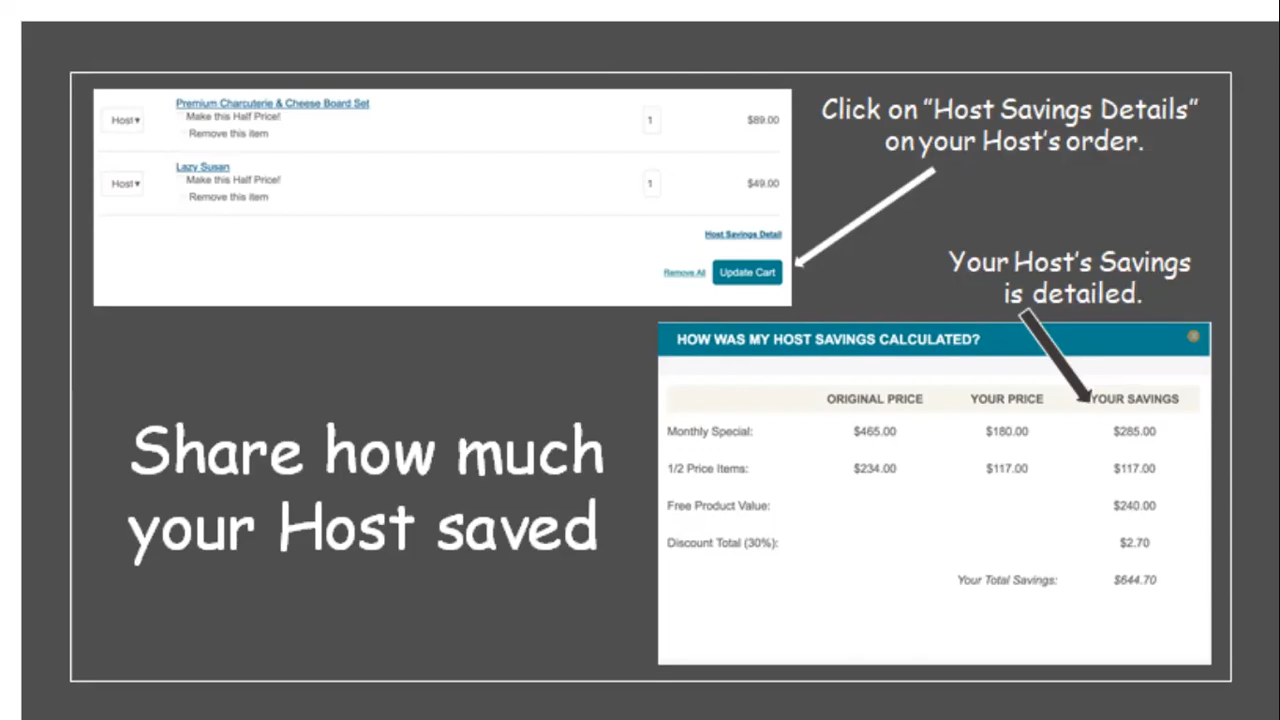 Premium Charcuterie & Cheese Board Set
Host▾ Make this Half Price! 1 $89.00
Remove this item
Lazy Susan
Host▾ Make this Half Price! 1 $49.00
Remove this item
Host Savings Detail
Remove All Update Cart
Click on “Host Savings Details”
on your Host’s order.
Your Host’s Savings
is detailed.
Share how much
your Host saved
HOW WAS MY HOST SAVINGS CALCULATED?
ORIGINAL PRICE YOUR PRICE YOUR SAVINGS
Monthly Special: $465.00 $180.00 $285.00
1/2 Price Items: $234.00 $117.00 $117.00
Free Product Value: $240.00
Discount Total (30%): $2.70
Your Total Savings: $644.70